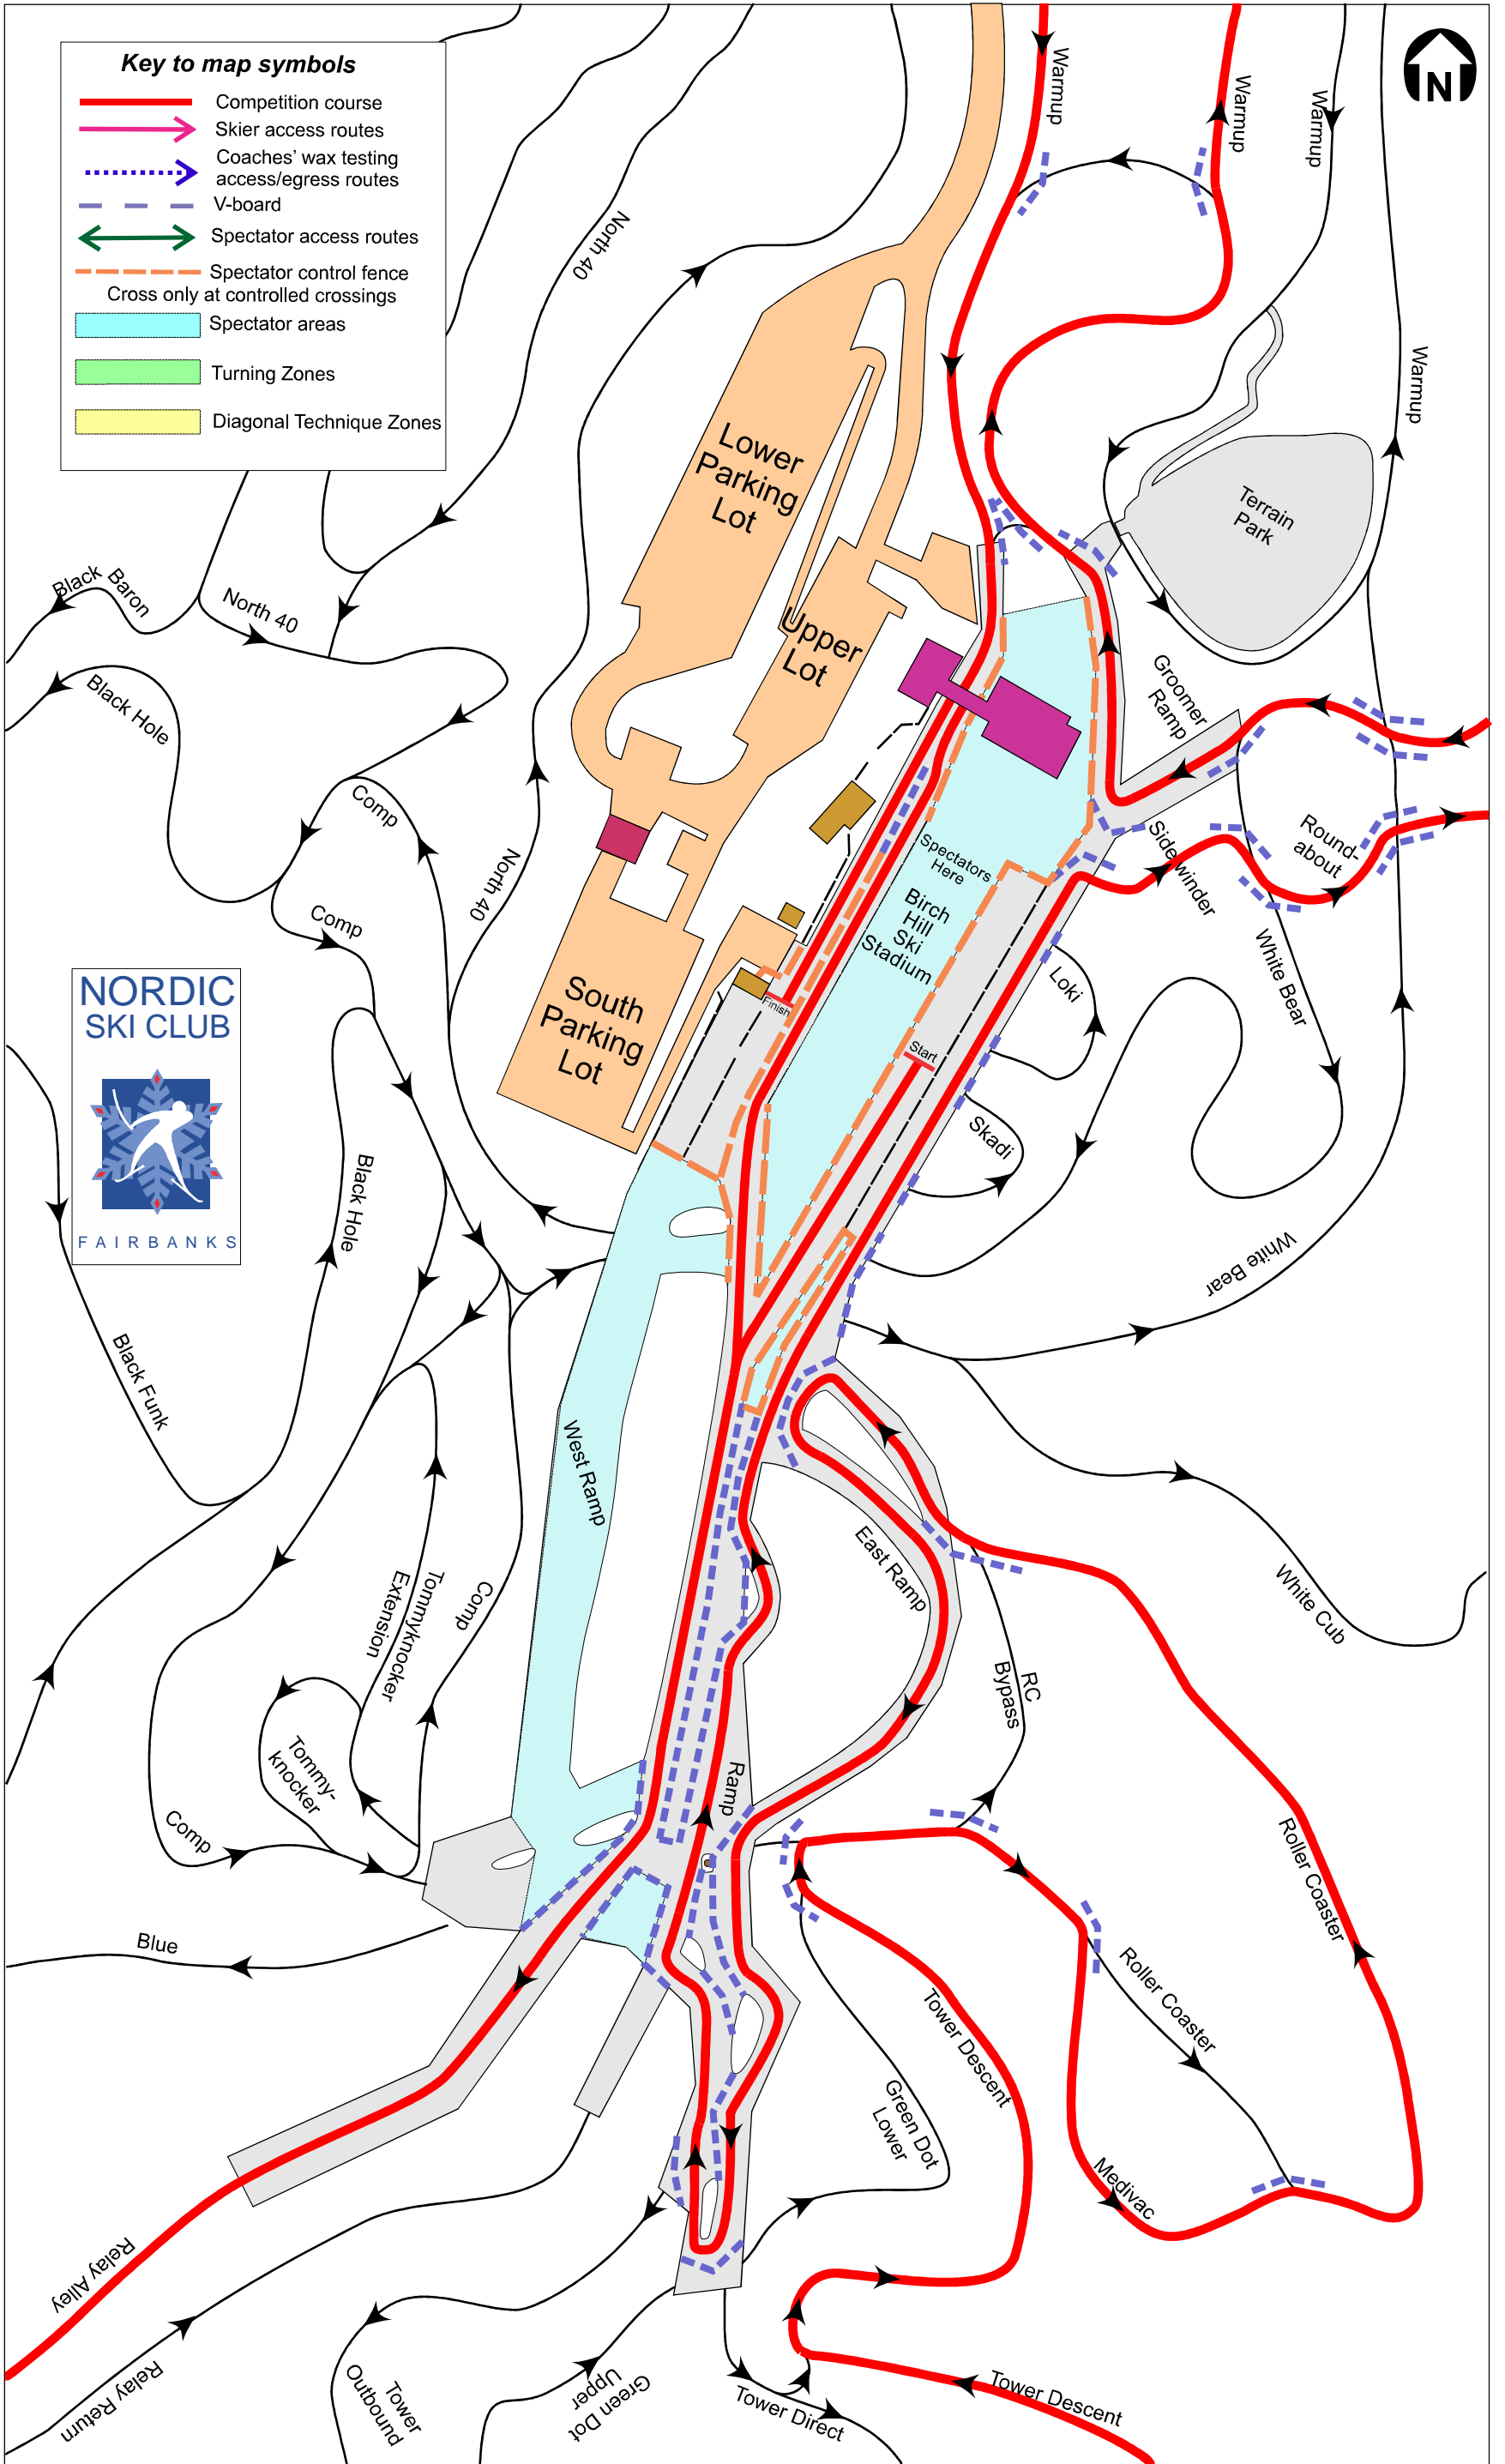 Key to map symbols
Competition course
Skier access routes
Coaches' wax testing
access/egress routes
V-board
Spectator access routes
Spectator control fence
Cross only at controlled crossings
Spectator areas
Turning Zones
Diagonal Technique Zones
N
Warmup
Warmup
Warmup
Warmup
North 40
Lower
Parking
Lot
Terrain
Park
Black Baron
North 40
Upper
Lot
Black Hole
Groomer
Ramp
Comp
Sidewinder
Round-
about
Spectators
Here
Birch
Hill
Ski
Stadium
North 40
Comp
White Bear
Loki
NORDIC
SKI CLUB
FAIRBANKS
South
Parking
Lot
Finish
Start
Skadi
Black Hole
White Bear
Black Funk
West Ramp
East Ramp
White Cub
Tommyknocker
Extension
Comp
RC
Bypass
Tommy-
knocker
Ramp
Comp
Roller Coaster
Blue
Roller Coaster
Tower Descent
Green Dot
Lower
Medivac
Relay Alley
Relay Return
Tower
Outbound
Green Dot
Upper
Tower Direct
Tower Descent